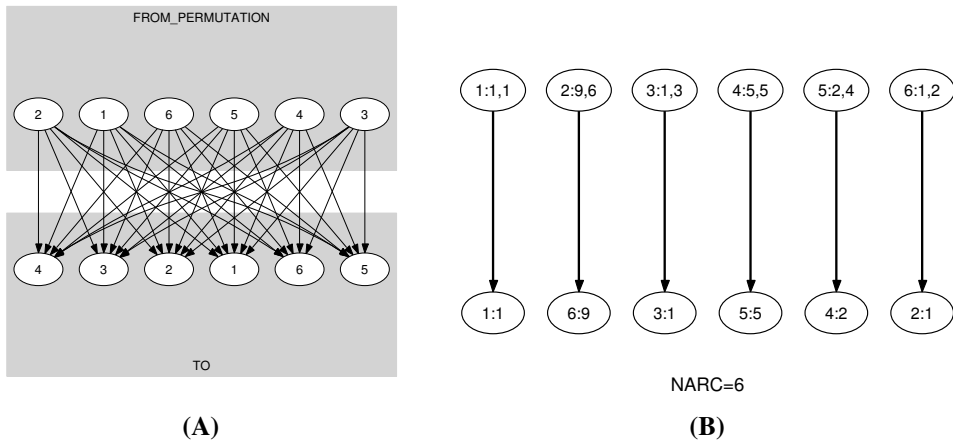 FROM_PERMUTATION
2 1 6 5 4 3
4 3 2 1 6 5
TO
(A)
1:1,1 2:9,6 3:1,3 4:5,5 5:2,4 6:1,2
1:1 6:9 3:1 5:5 4:2 2:1
NARC=6
(B)